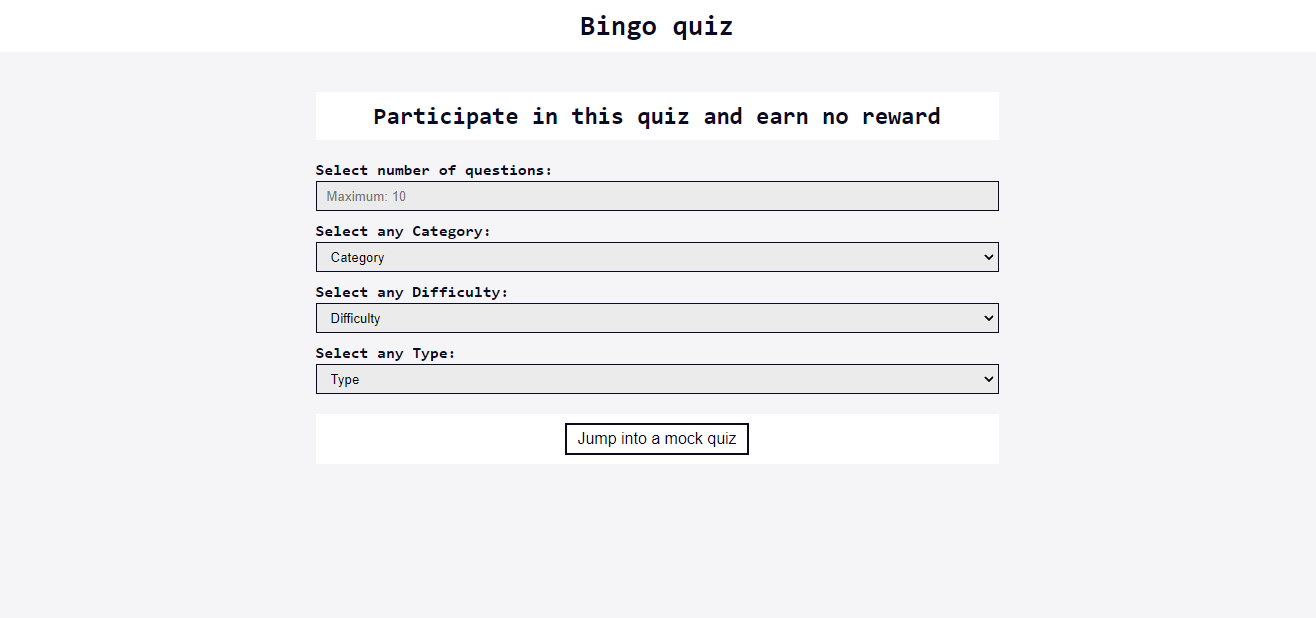 Bingo quiz
Participate in this quiz and earn no reward
Select number of questions:
Maximum: 10
Select any Category:
Category
Select any Difficulty:
Difficulty
Select any Type:
Type
Jump into a mock quiz